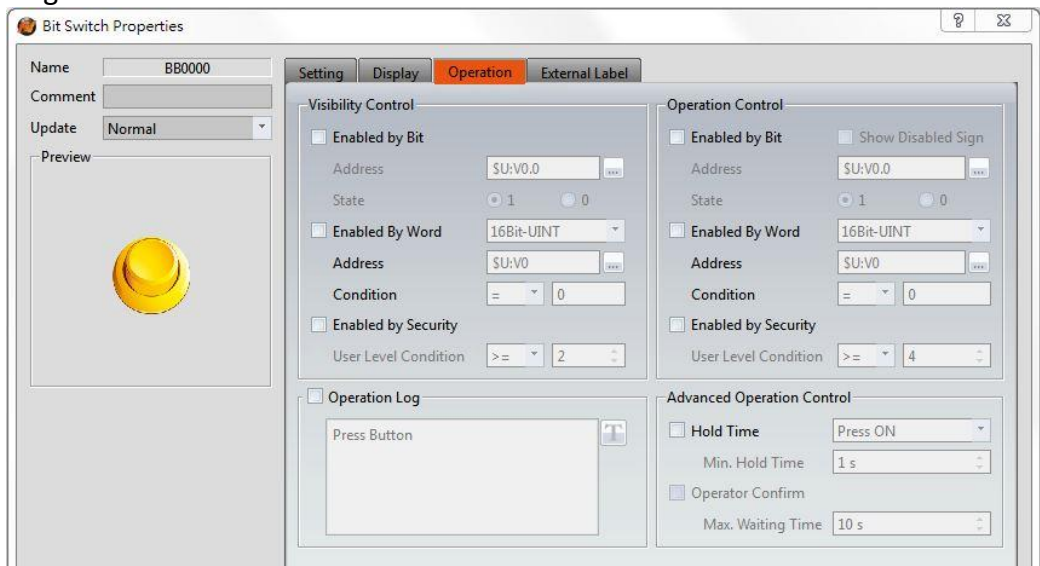 Bit Switch Properties
Name BB0000
Comment
Update Normal
Preview
Setting Display Operation External Label
Visibility Control
Enabled by Bit
Address $U:V0.0 ...
State 1 0
Enabled By Word 16Bit-UINT
Address $U:V0 ...
Condition = 0
Enabled by Security
User Level Condition >= 2
Operation Log
Press Button
T
Operation Control
Enabled by Bit Show Disabled Sign
Address $U:V0.0 ...
State 1 0
Enabled By Word 16Bit-UINT
Address $U:V0 ...
Condition = 0
Enabled by Security
User Level Condition >= 4
Advanced Operation Control
Hold Time Press ON
Min. Hold Time 1 s
Operator Confirm
Max. Waiting Time 10 s